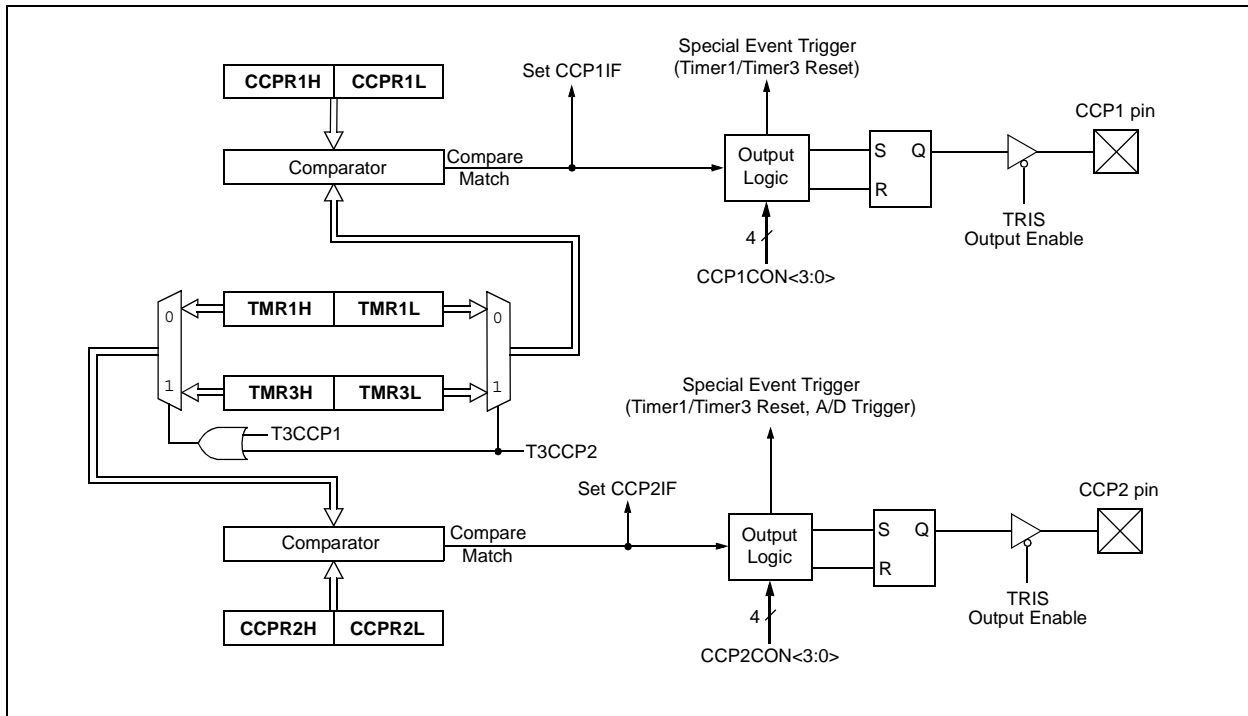 Special Event Trigger
(Timer1/Timer3 Reset)
Set CCP1IF
CCPR1H CCPR1L
CCP1 pin
Comparator
Compare
Match
Output
Logic
S Q
R
TRIS
Output Enable
4
CCP1CON<3:0>
0 TMR1H TMR1L 0
1 TMR3H TMR3L 1
T3CCP1
T3CCP2
Special Event Trigger
(Timer1/Timer3 Reset, A/D Trigger)
Set CCP2IF
CCP2 pin
Comparator
Compare
Match
Output
Logic
S Q
R
TRIS
Output Enable
4
CCPR2H CCPR2L
CCP2CON<3:0>